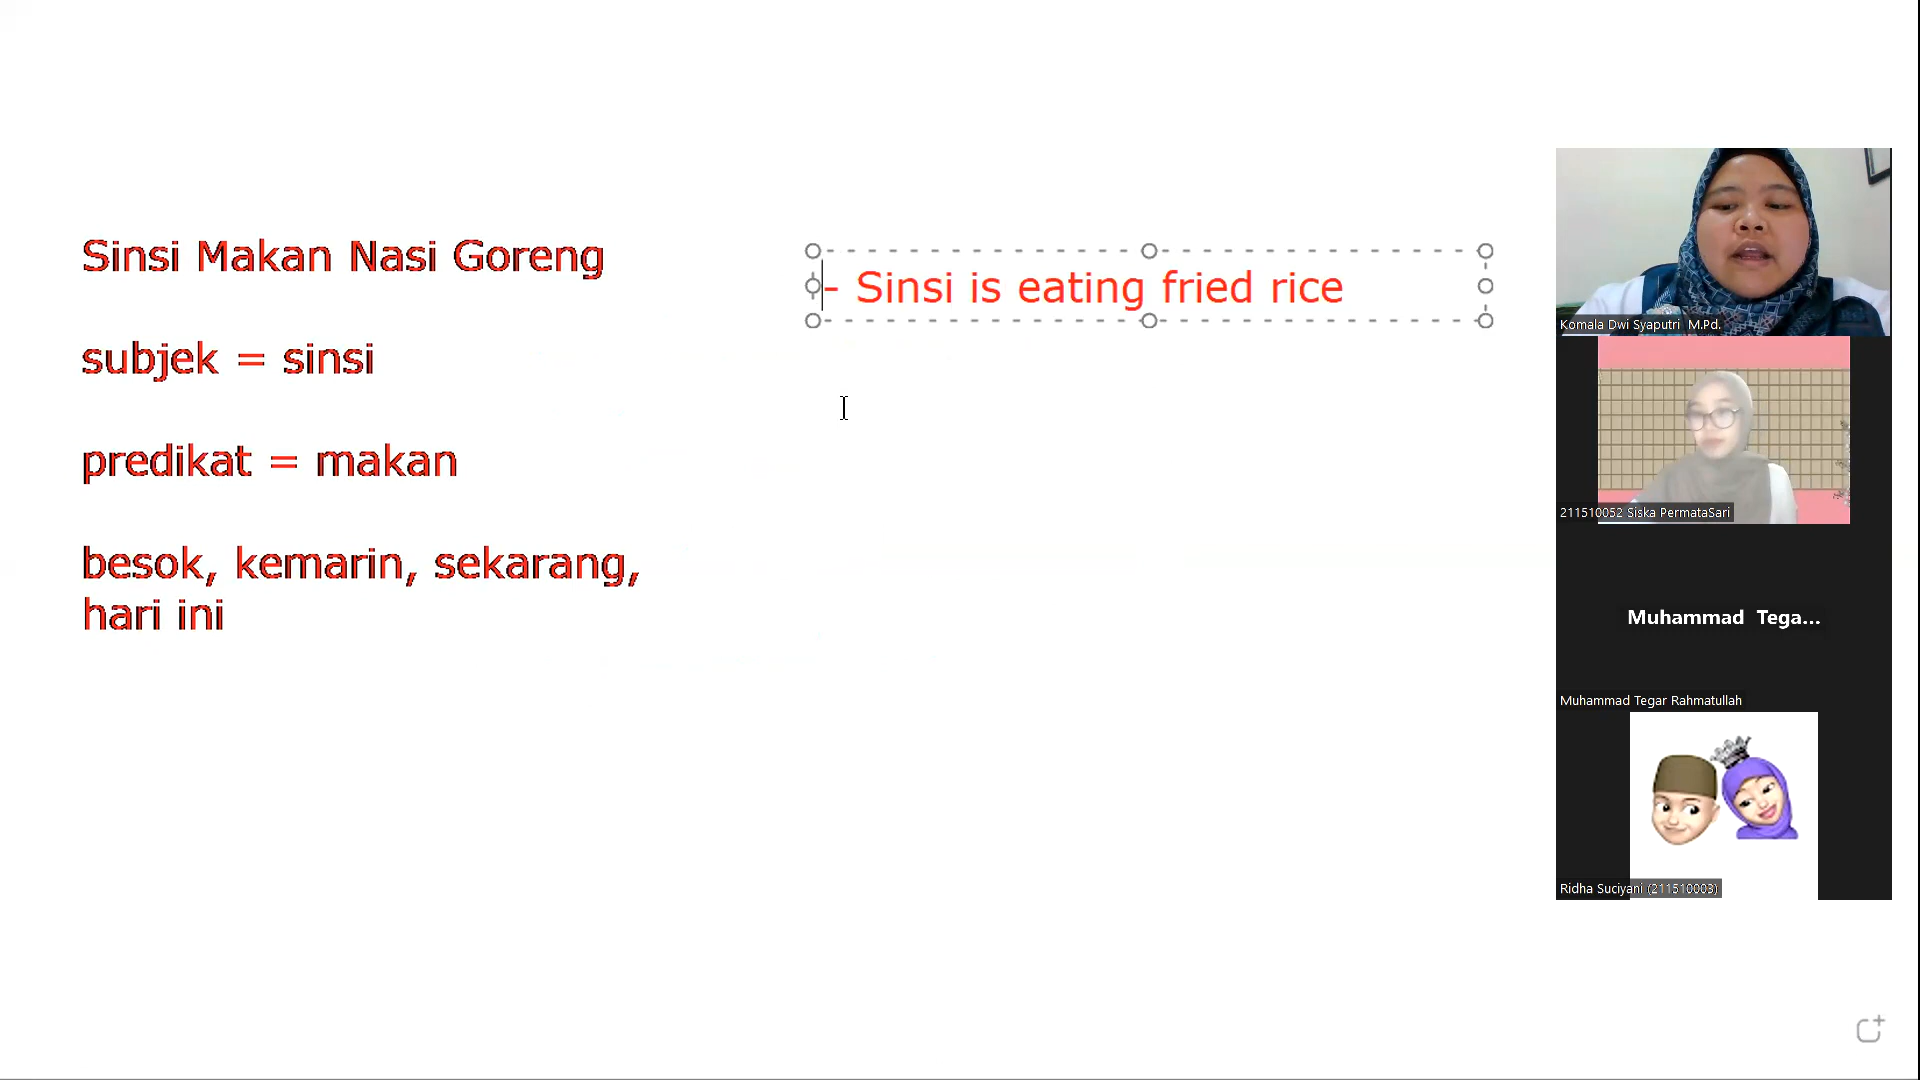 Sinsi Makan Nasi Goreng
subjek = sinsi
predikat = makan
besok, kemarin, sekarang,
hari ini
- Sinsi is eating fried rice
Komala Dwi Syaputri M.Pd.
211510052 Siska PermataSari
Muhammad Tega...
Muhammad Tegar Rahmatullah
Ridha Suciyani (211510003)